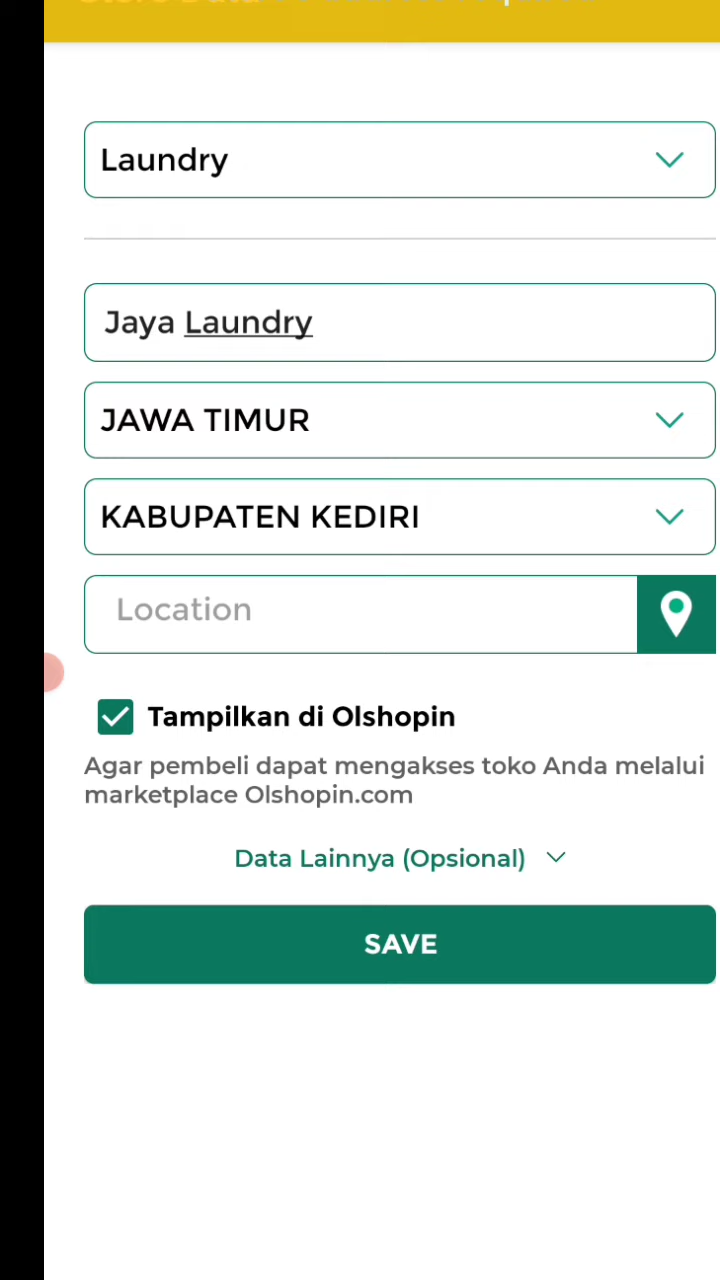 Laundry
Jaya Laundry
JAWA TIMUR
KABUPATEN KEDIRI
Location
Tampilkan di Olshopin
Agar pembeli dapat mengakses toko Anda melalui
marketplace Olshopin.com
Data Lainnya (Opsional)
SAVE